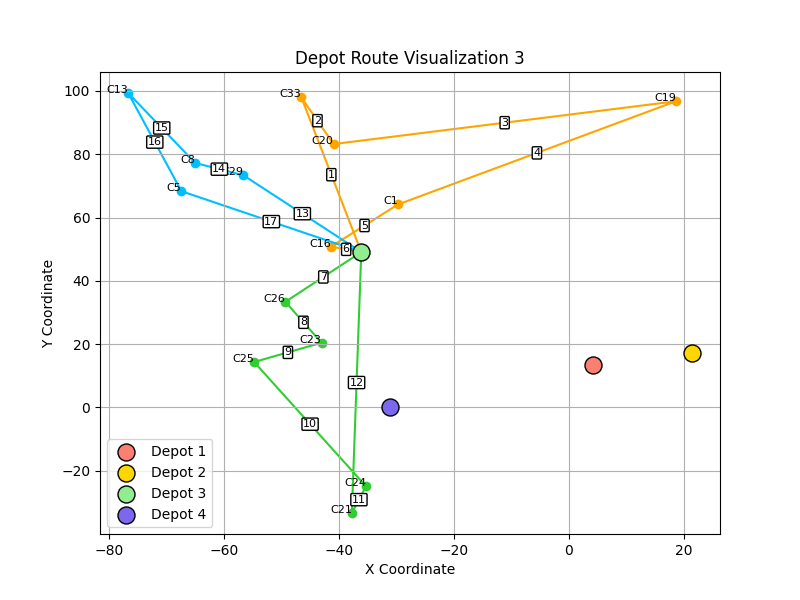 Depot Route Visualization 3
Y Coordinate
100
80
60
40
20
0
−20
−80
−60
−40
−20
0
20
X Coordinate
C13
C33
C19
2
15
3
16
C20
4
C8
14
29
1
C5
C1
13
17
5
C16
6
7
C26
8
C23
9
C25
12
10
C24
11
C21
Depot 1
Depot 2
Depot 3
Depot 4